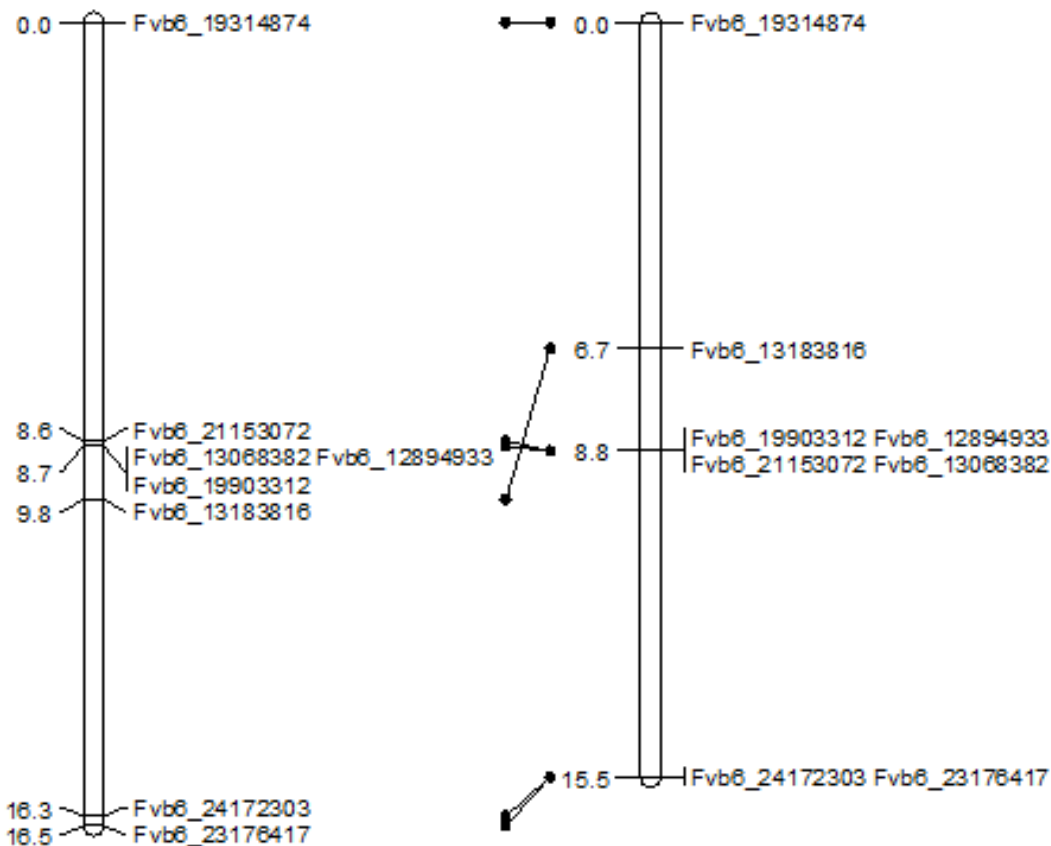 0.0 Fvb6_19314874
8.6 Fvb6_21153072
8.7 Fvb6_13068382 Fvb6_12894933
Fvb6_19903312
9.8 Fvb6_13183816
16.3 Fvb6_24172303
16.5 Fvb6_23176417
0.0 Fvb6_19314874
6.7 Fvb6_13183816
8.8 Fvb6_19903312 Fvb6_12894933
Fvb6_21153072 Fvb6_13068382
15.5 Fvb6_24172303 Fvb6_23176417